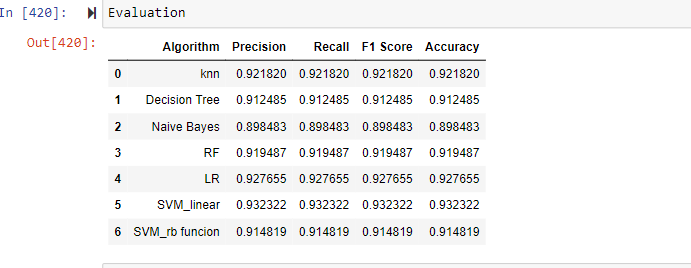 In [420]: Evaluation
Out[420]:
Algorithm Precision Recall F1 Score Accuracy
0 knn 0.921820 0.921820 0.921820 0.921820
1 Decision Tree 0.912485 0.912485 0.912485 0.912485
2 Naive Bayes 0.898483 0.898483 0.898483 0.898483
3 RF 0.919487 0.919487 0.919487 0.919487
4 LR 0.927655 0.927655 0.927655 0.927655
5 SVM_linear 0.932322 0.932322 0.932322 0.932322
6 SVM_rb funcion 0.914819 0.914819 0.914819 0.914819